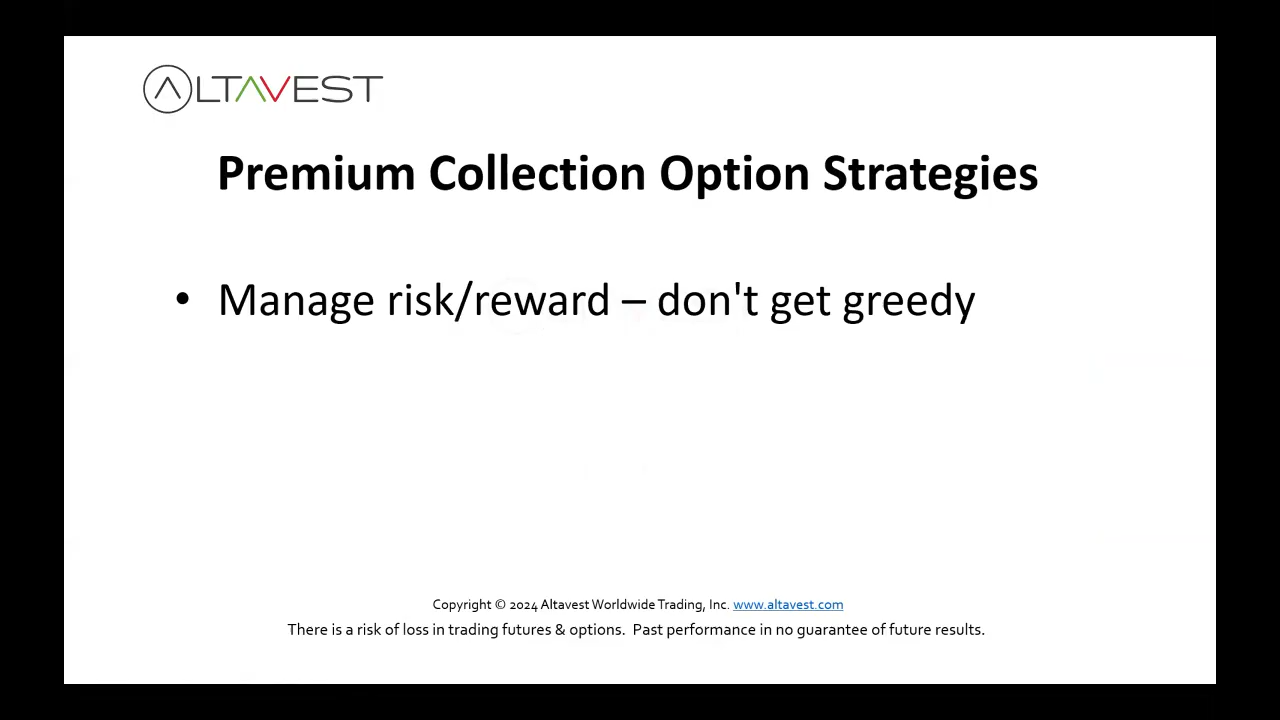 ALTAVEST
Premium Collection Option Strategies
• Manage risk/reward – don't get greedy
Copyright © 2024 Altavest Worldwide Trading, Inc. www.altavest.com
There is a risk of loss in trading futures & options.  Past performance in no guarantee of future results.